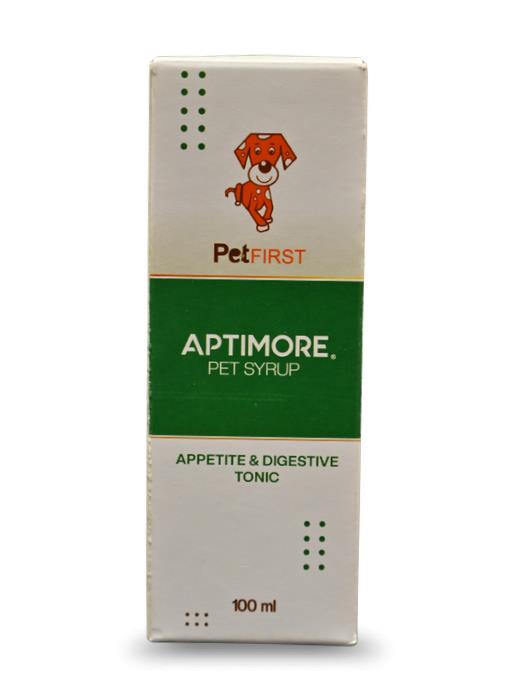 PetFIRST
APTIMORE®
PET SYRUP
APPETITE & DIGESTIVE
TONIC
100 ml